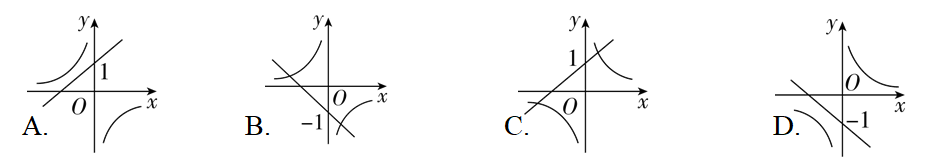 A. y 1 O x
B. y O x −1
C. y 1 O x
D. y O x −1